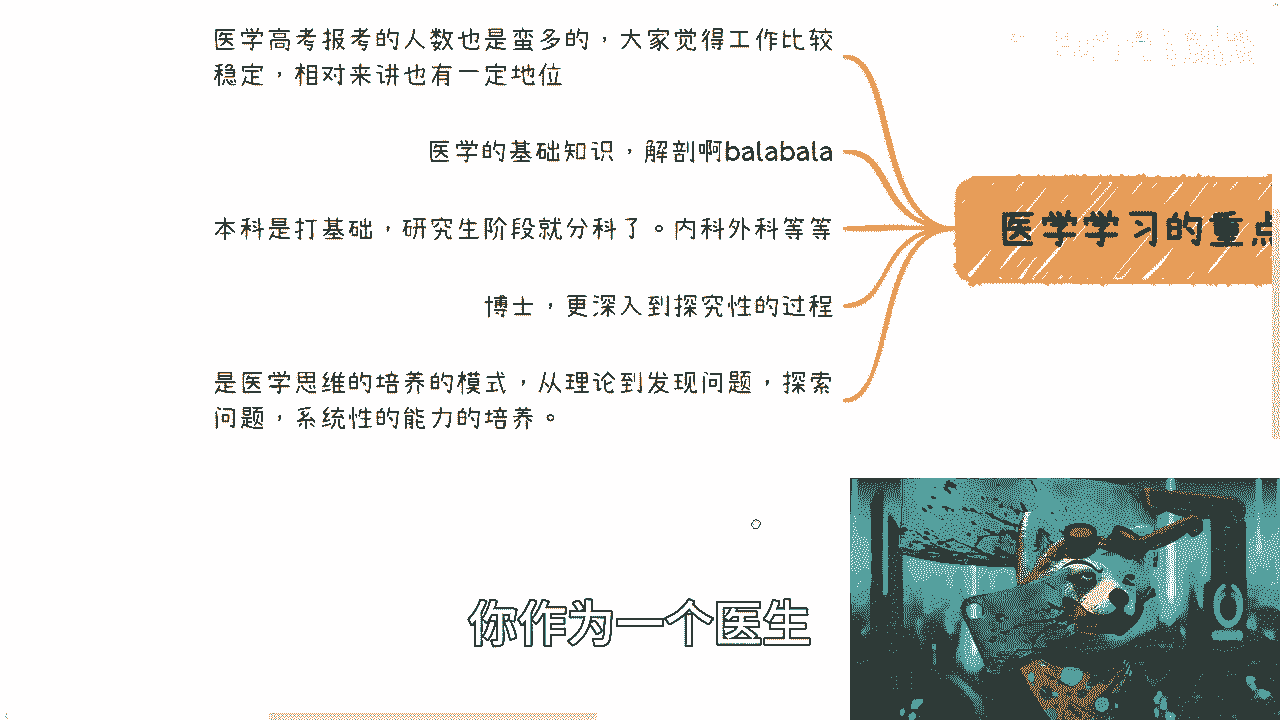 医学高考报考的人数也是蛮多的，大家觉得工作比较
稳定，相对来讲也有一定地位
医学的基础知识，解剖啊balabala
本科是打基础，研究生阶段就分科了。内科外科等等
博士，更深入到探究性的过程
是医学思维的培养的模式，从理论到发现问题，探索
问题，系统性的能力的培养。
医学学习的重点
你作为一个医生